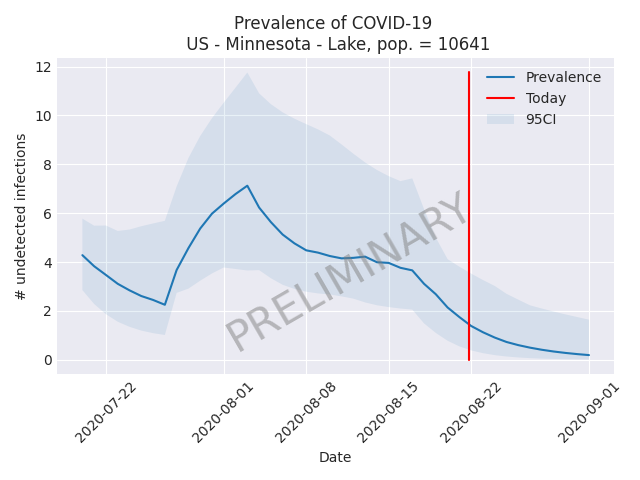 Prevalence of COVID-19
US - Minnesota - Lake, pop. = 10641
# undetected infections
12
10
8
6
4
2
0
Prevalence
Today
95CI
PRELIMINARY
2020-07-22
2020-08-01
2020-08-08
2020-08-15
2020-08-22
2020-09-01
Date